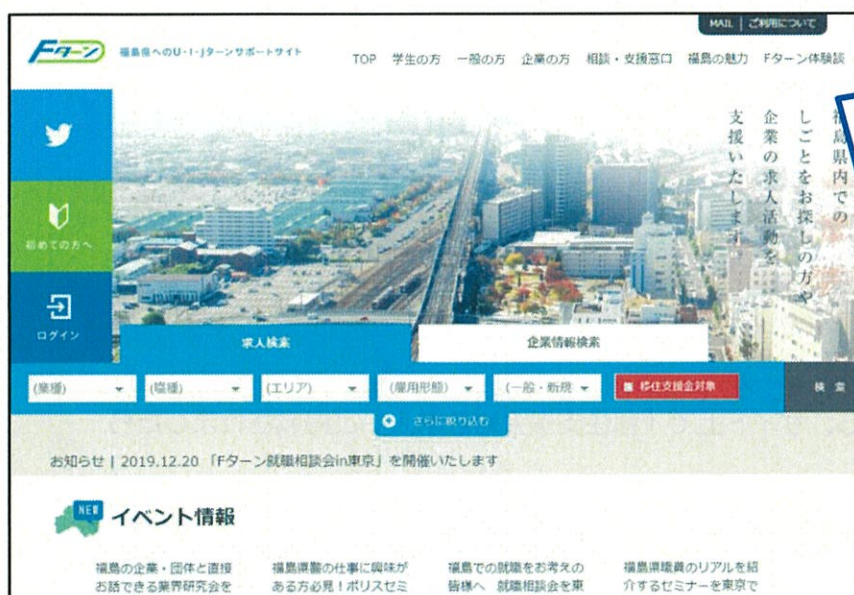 MAIL | ご利用について
Fターン 福島県へのU・I・Jターンサポートサイト
TOP 学生の方 一般の方 企業の方 相談・支援窓口 福島の魅力 Fターン体験談
福島県内での
しごとをお探しの方や
企業の求人活動を
支援いたします
初めての方へ
ログイン
求人検索 企業情報検索
(業種) (職種) (エリア) (雇用形態) (一般・新規 移住支援金対象 検索
さらに絞り込む
お知らせ | 2019.12.20 「Fターン就職相談会in東京」を開催いたします
NEW イベント情報
福島の企業・団体と直接 福島県警の仕事に興味が 福島での就職をお考えの 福島県職員のリアルを紹
お話できる業界研究会を ある方必見！ポリスセミ 皆様へ 就職相談会を東 介するセミナーを東京で